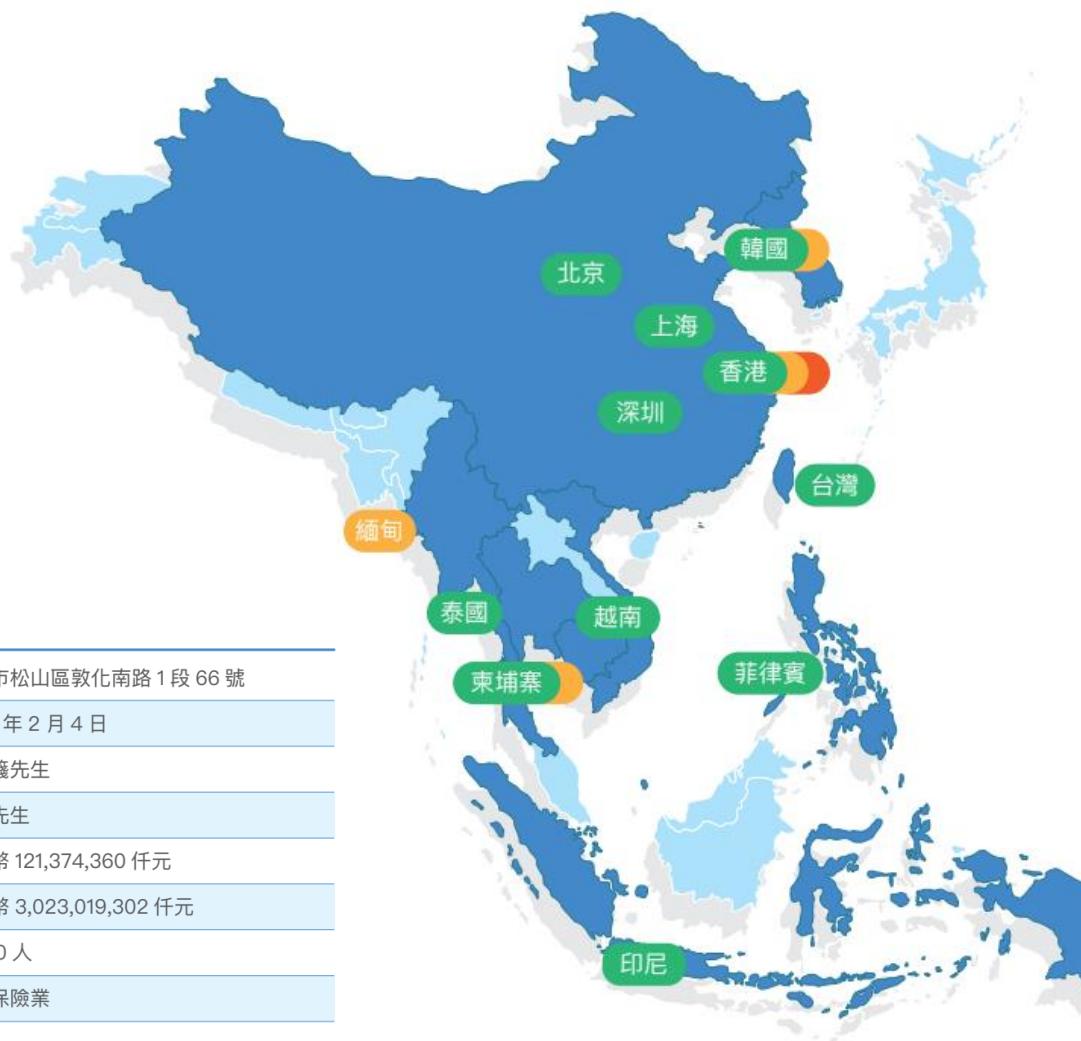 北京
韓國
上海
香港
深圳
台灣
緬甸
泰國
越南
柬埔寨
菲律賓
印尼
市松山區敦化南路 1 段 66 號
年 2 月 4 日
先生
先生
幣 121,374,360 仟元
幣 3,023,019,302 仟元
0 人
保險業